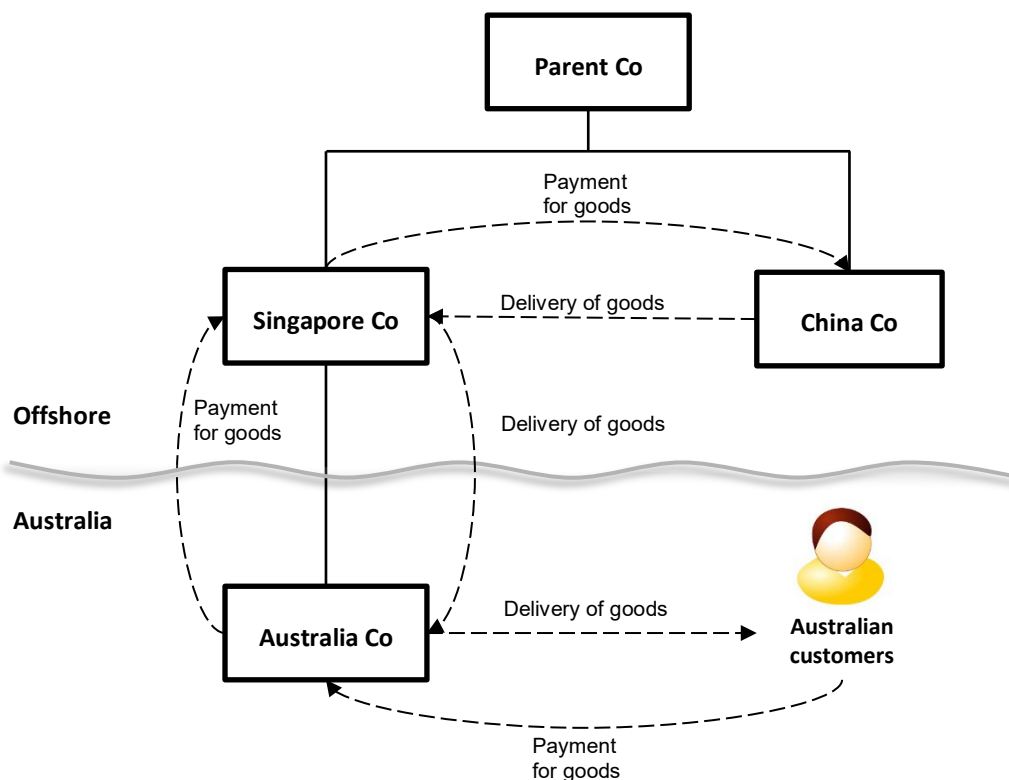 Parent Co
Payment
for goods
Singapore Co
Delivery of goods
China Co
Offshore
Payment
for goods
Delivery of goods
Australia
Australia Co
Delivery of goods
Australian
customers
Payment
for goods